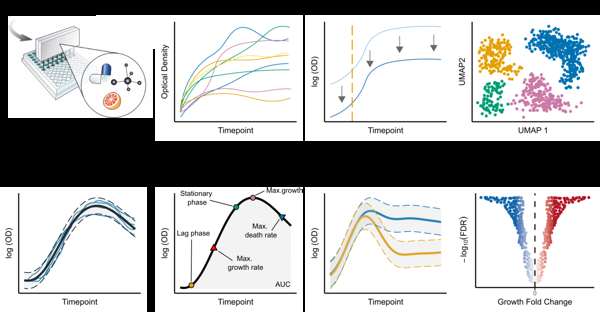 Optical Density
Timepoint
log (OD)
Timepoint
UMAP2
UMAP 1
log (OD)
Timepoint
log (OD)
Stationary
phase
Max.growth
Lag phase
Max.
death rate
Max.
growth rate
AUC
Timepoint
log (OD)
Timepoint
– log₁₀(FDR)
0
Growth Fold Change